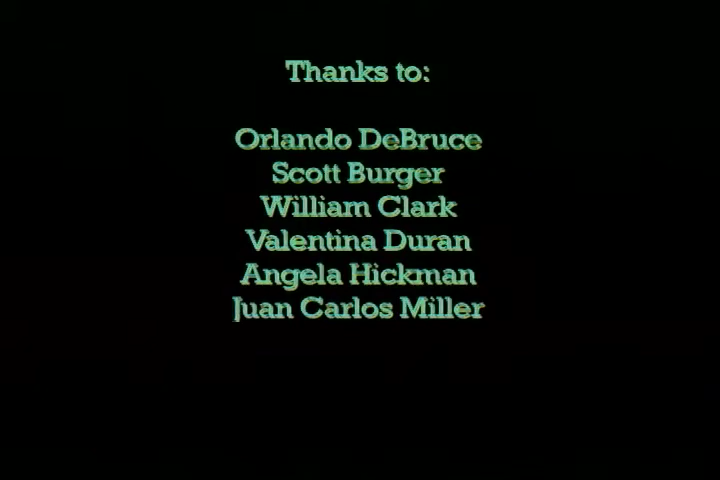 Thanks to:
Orlando DeBruce
Scott Burger
William Clark
Valentina Duran
Angela Hickman
Juan Carlos Miller